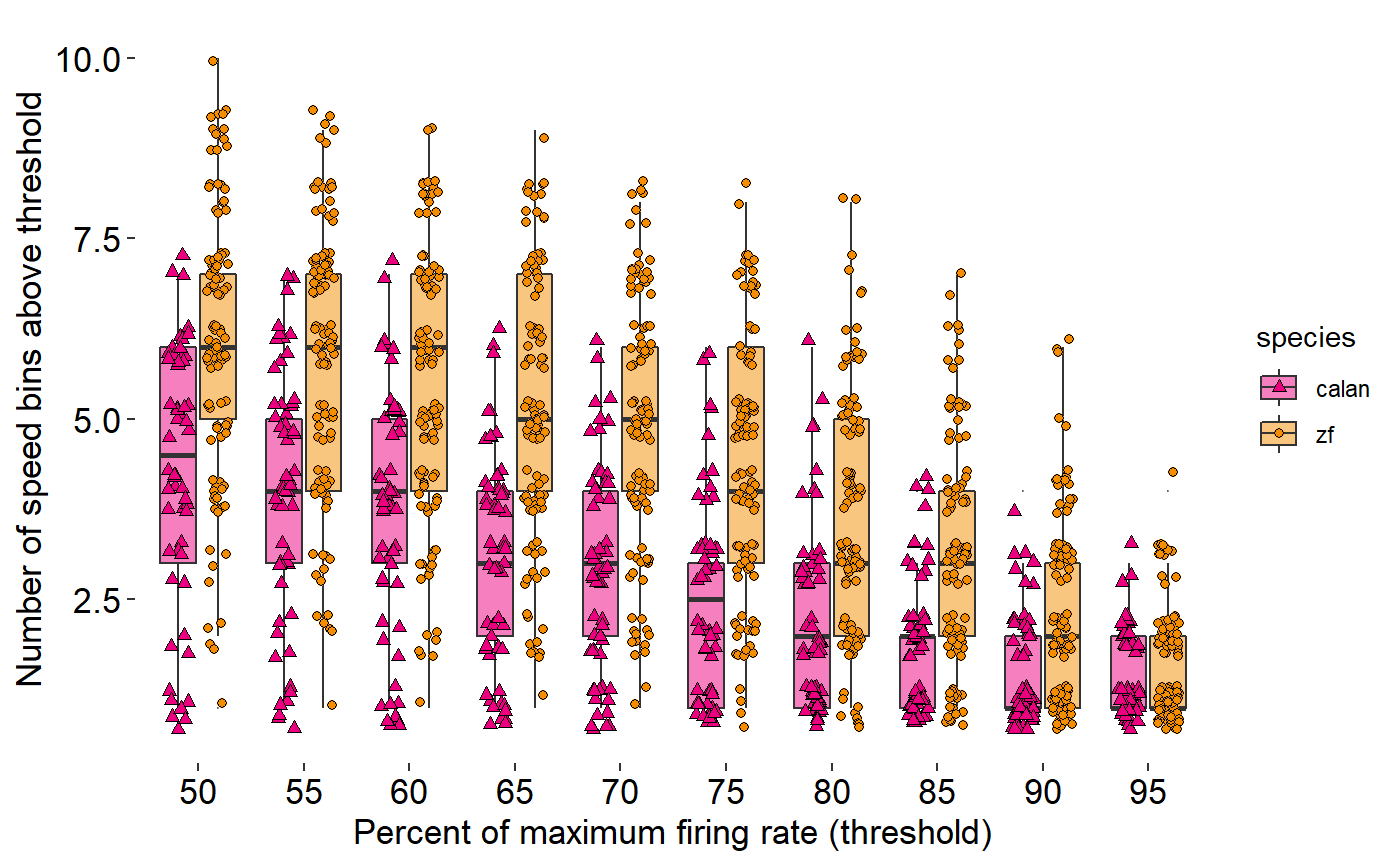 Number of speed bins above threshold
10.0
7.5
5.0
2.5
50 55 60 65 70 75 80 85 90 95
Percent of maximum firing rate (threshold)
species
calan
zf